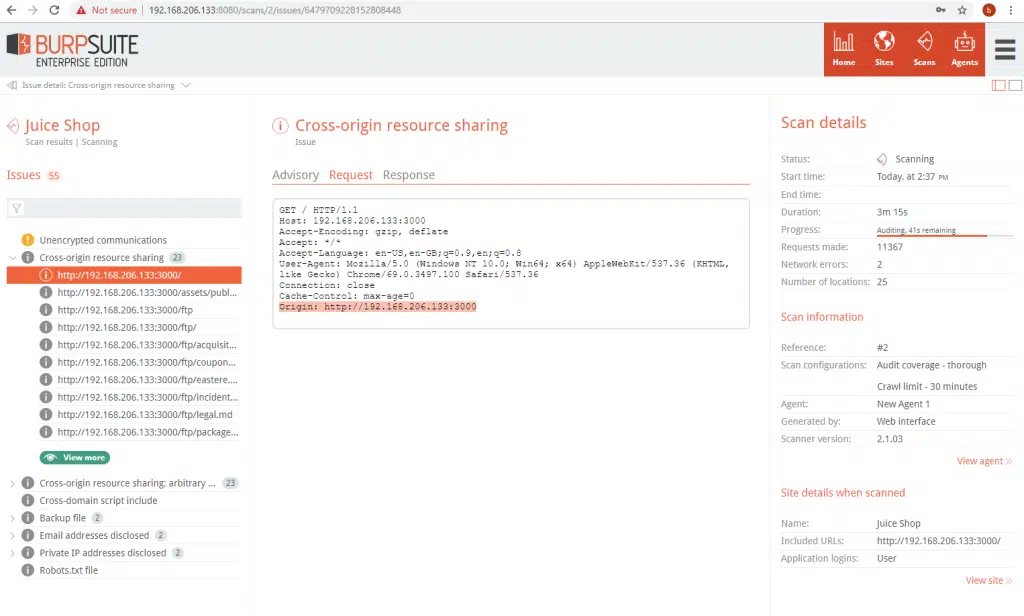 Not secure | 192.168.206.133:8080/scans/2/issues/6479709228152808448
b
BURPSUITE
ENTERPRISE EDITION
Home Sites Scans Agents
Issue detail: Cross-origin resource sharing
Juice Shop
Scan results | Scanning
Issues 55
Unencrypted communications
Cross-origin resource sharing 23
http://192.168.206.133:3000/
http://192.168.206.133:3000/assets/publ...
http://192.168.206.133:3000/ftp
http://192.168.206.133:3000/ftp/
http://192.168.206.133:3000/ftp/acquisit...
http://192.168.206.133:3000/ftp/coupon...
http://192.168.206.133:3000/ftp/eastere....
http://192.168.206.133:3000/ftp/incident...
http://192.168.206.133:3000/ftp/legal.md
http://192.168.206.133:3000/ftp/package...
View more
Cross-origin resource sharing: arbitrary ... 23
Cross-domain script include
Backup file 2
Email addresses disclosed 2
Private IP addresses disclosed 2
Robots.txt file
Cross-origin resource sharing
Issue
Advisory Request Response
GET / HTTP/1.1
Host: 192.168.206.133:3000
Accept-Encoding: gzip, deflate
Accept: */*
Accept-Language: en-US,en-GB;q=0.9,en;q=0.8
User-Agent: Mozilla/5.0 (Windows NT 10.0; Win64; x64) AppleWebKit/537.36 (KHTML,
like Gecko) Chrome/69.0.3497.100 Safari/537.36
Connection: close
Cache-Control: max-age=0
Origin: http://192.168.206.133:3000
Scan details
Status: Scanning
Start time: Today, at 2:37 PM
End time:
Duration: 3m 15s
Progress: Auditing, 41s remaining
Requests made: 11367
Network errors: 2
Number of locations: 25
Scan information
Reference: #2
Scan configurations: Audit coverage - thorough
Crawl limit - 30 minutes
Agent: New Agent 1
Generated by: Web interface
Scanner version: 2.1.03
View agent
Site details when scanned
Name: Juice Shop
Included URLs: http://192.168.206.133:3000/
Application logins: User
View site